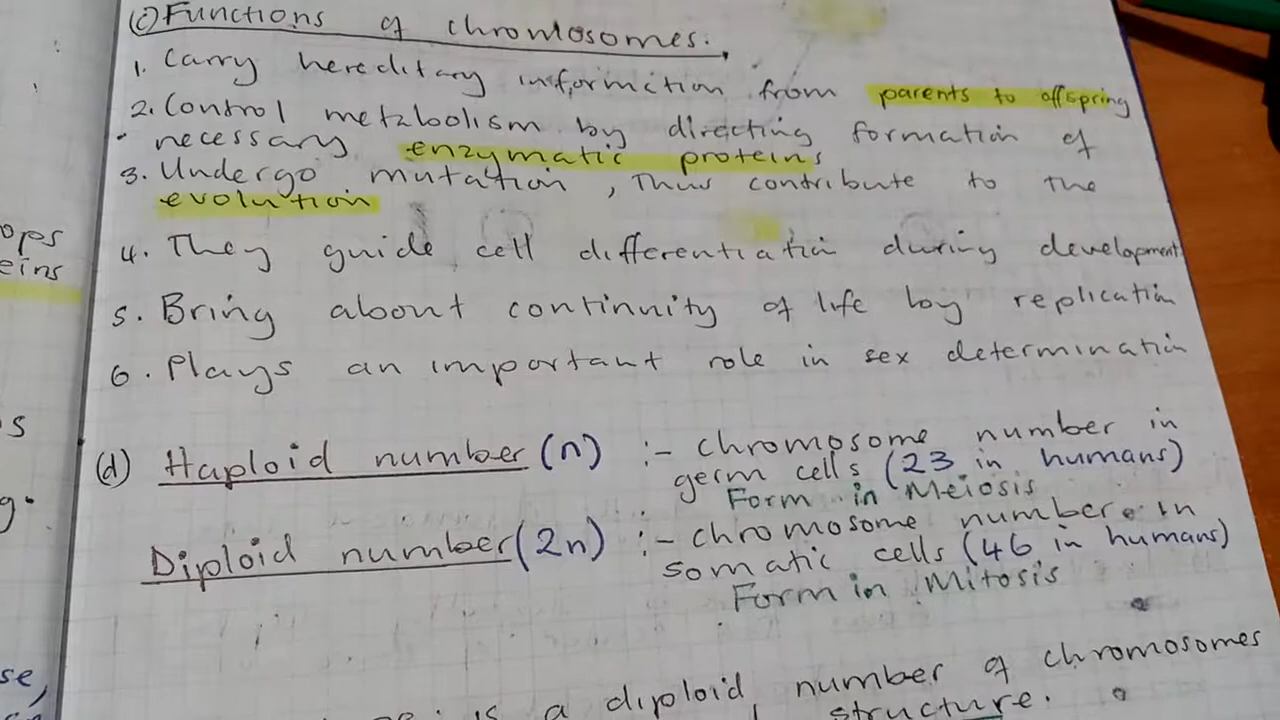 (c) Functions of chromosomes.
1. Carry hereditary information from parents to offspring
2. Control metabolism by directing formation of
necessary enzymatic proteins
3. Undergo mutation, Thus contribute to the
evolution
4. They guide cell differentiation during development
5. Bring about continuity of life by replication
6. Plays an important role in sex determination
(d) Haploid number (n) :- chromosome number in
germ cells (23 in humans)
Form in Meiosis
Diploid number (2n) :- chromosome number in
somatic cells (46 in humans)
Form in Mitosis
is a diploid number of chromosomes
structure.
ops
eins
s
g.
se,